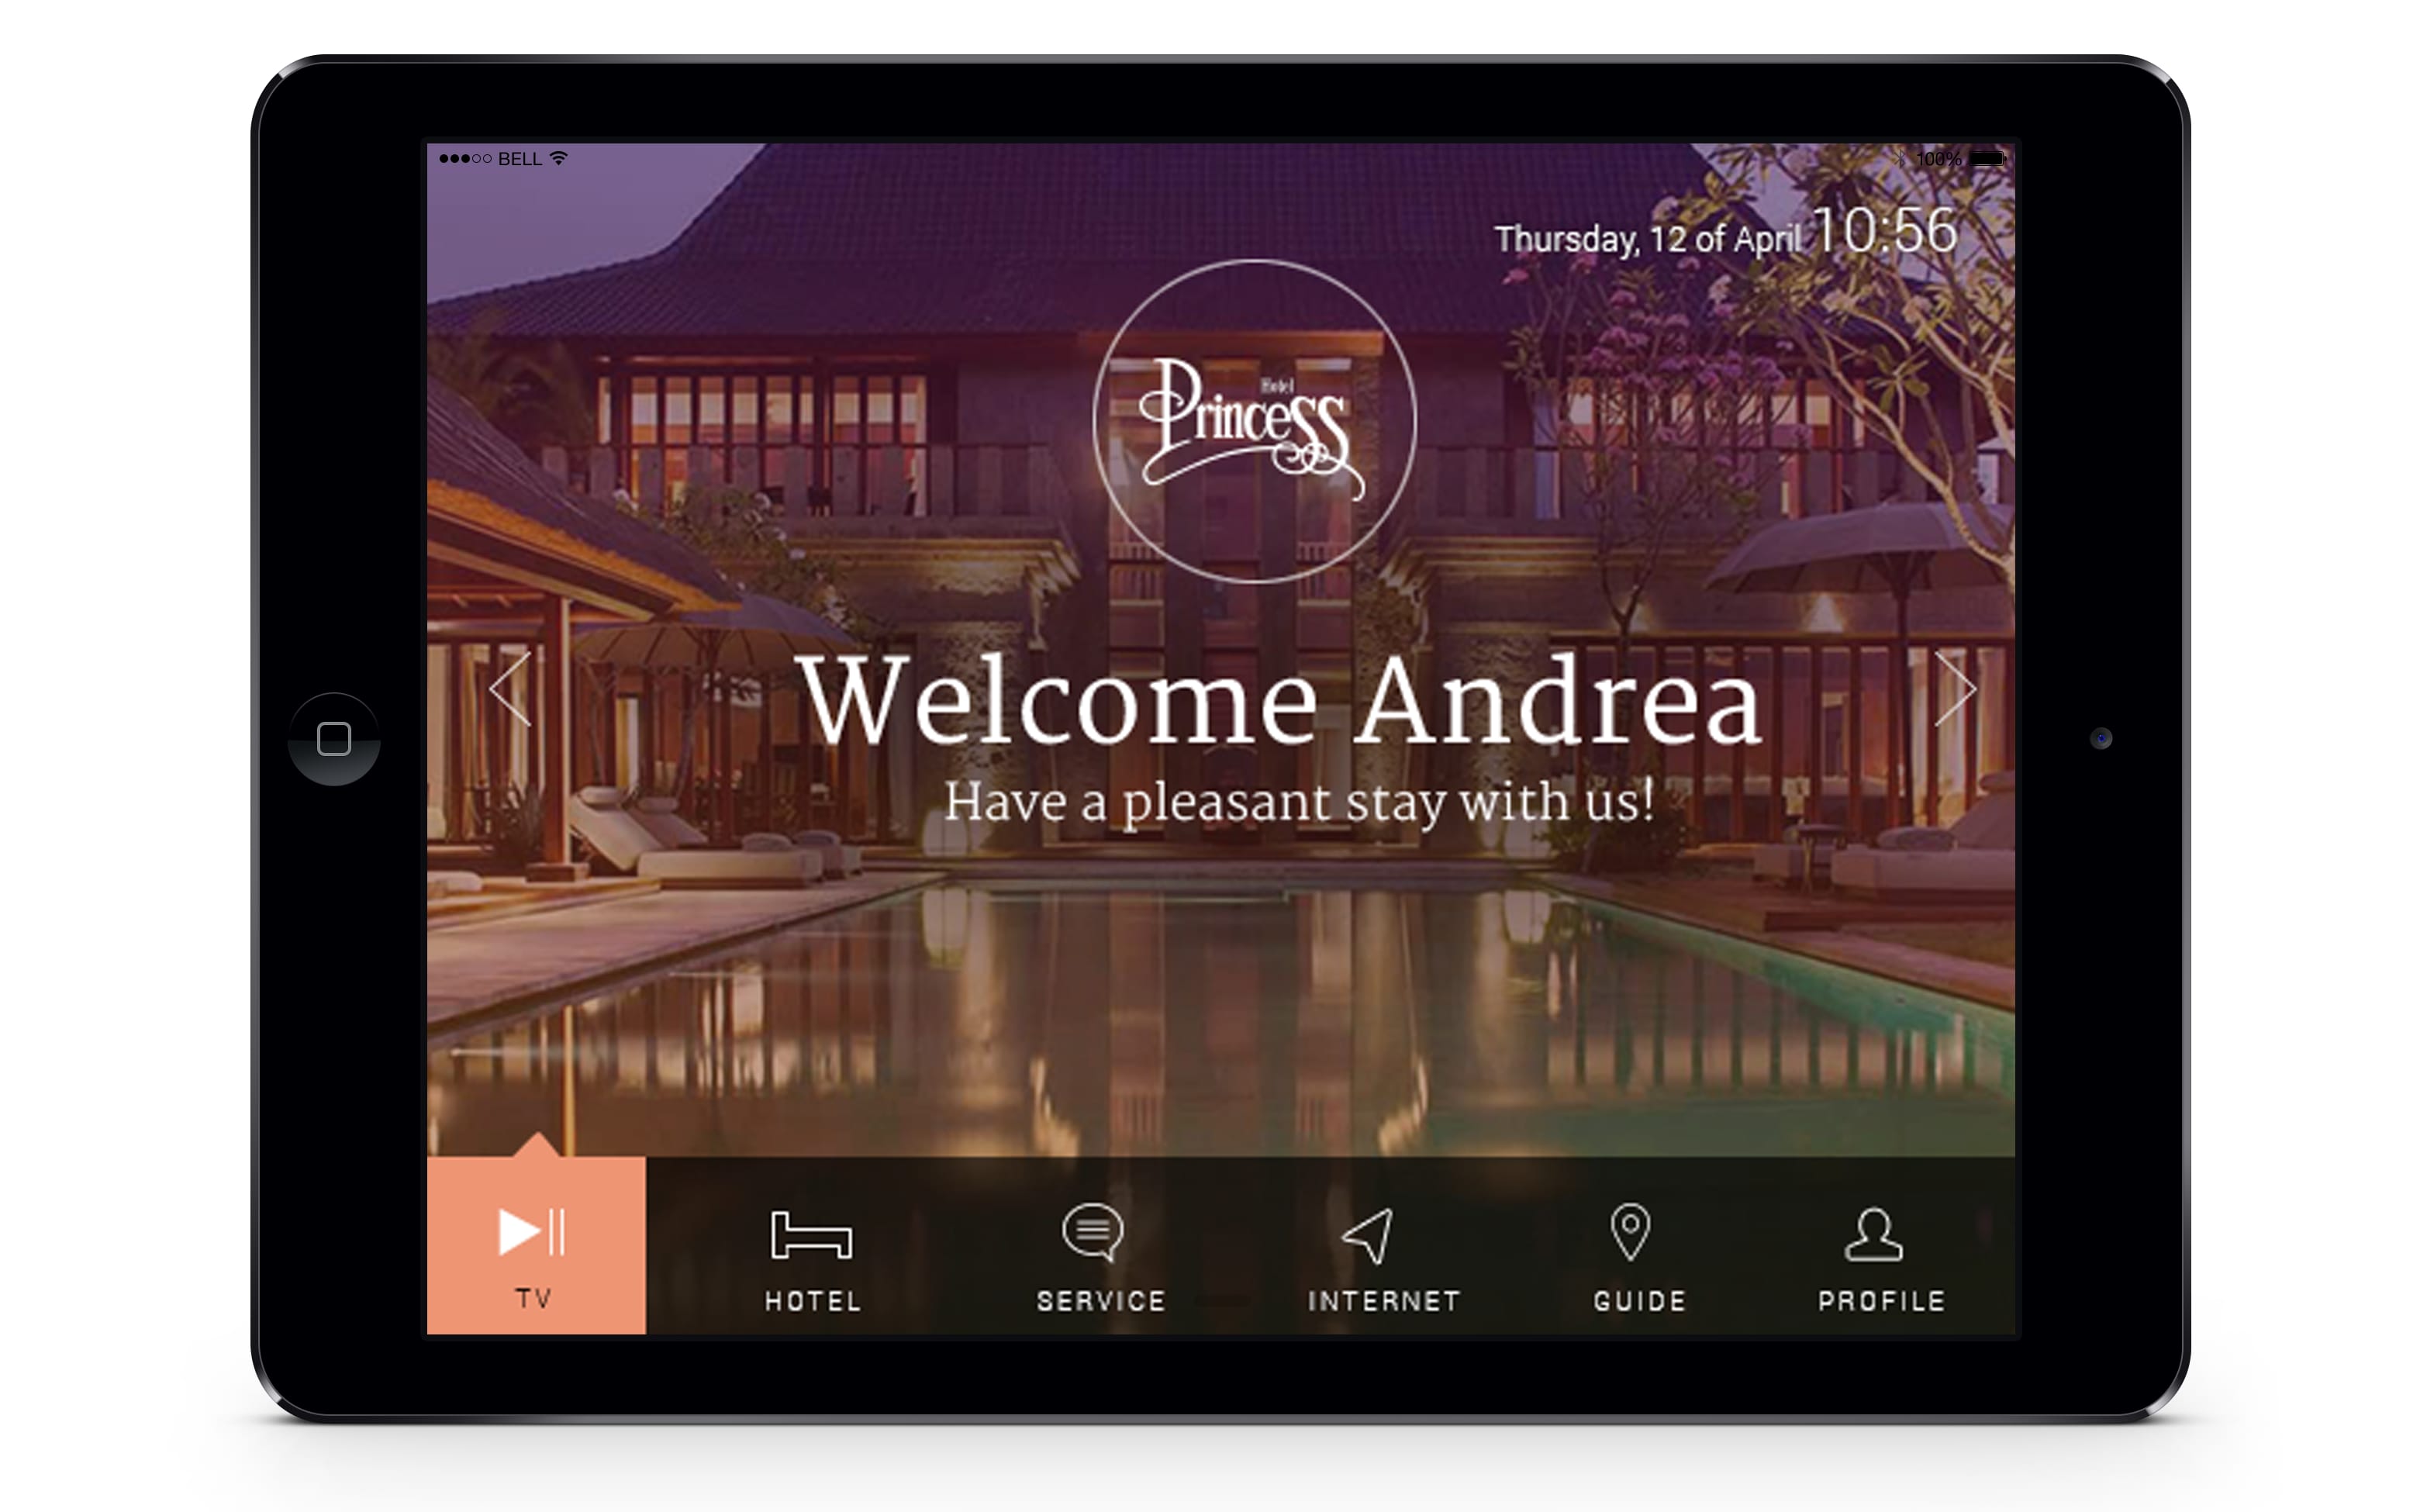 BELL
100%
Thursday, 12 of April 10:56
Hotel
Princess
Welcome Andrea
Have a pleasant stay with us!
TV
HOTEL
SERVICE
INTERNET
GUIDE
PROFILE